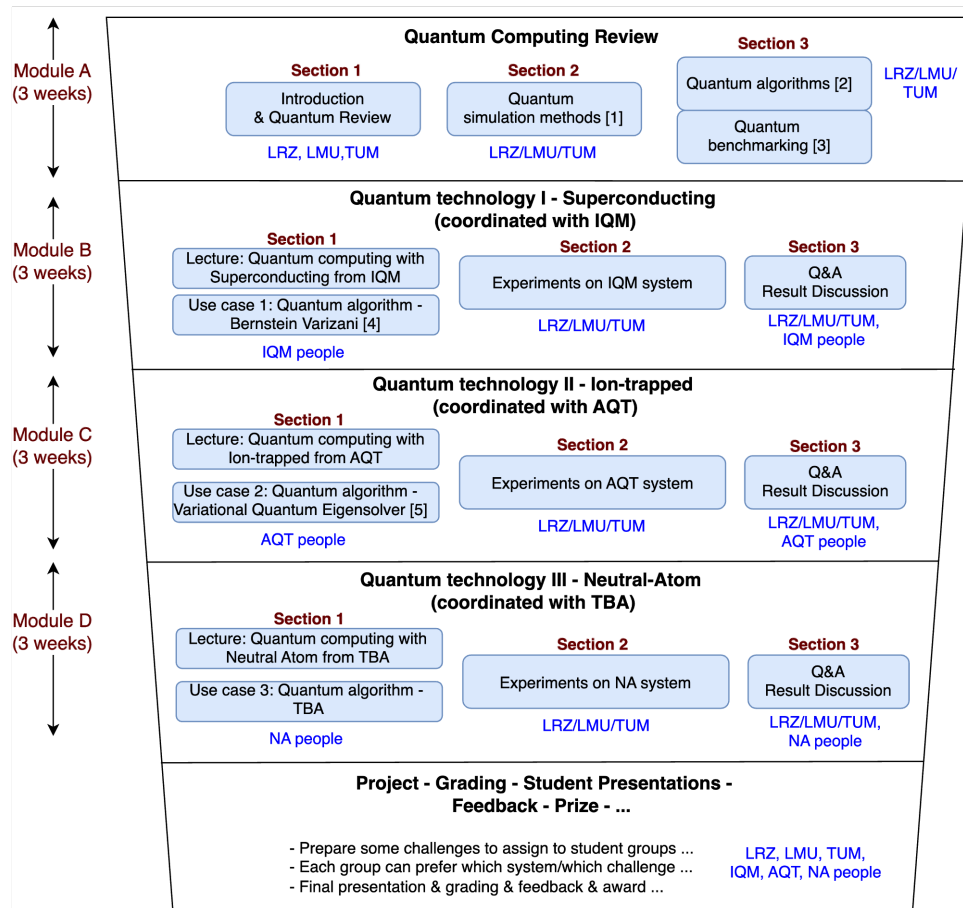 Quantum Computing Review
Module A
(3 weeks)
Section 1
Introduction
& Quantum Review
LRZ, LMU,TUM
Section 2
Quantum
simulation methods [1]
LRZ/LMU/TUM
Section 3
Quantum algorithms [2]
Quantum
benchmarking [3]
LRZ/LMU/
TUM
Quantum technology I - Superconducting
(coordinated with IQM)
Module B
(3 weeks)
Section 1
Lecture: Quantum computing with
Superconducting from IQM
Use case 1: Quantum algorithm -
Bernstein Varizani [4]
IQM people
Section 2
Experiments on IQM system
LRZ/LMU/TUM
Section 3
Q&A
Result Discussion
LRZ/LMU/TUM,
IQM people
Quantum technology II - Ion-trapped
(coordinated with AQT)
Module C
(3 weeks)
Section 1
Lecture: Quantum computing with
Ion-trapped from AQT
Use case 2: Quantum algorithm -
Variational Quantum Eigensolver [5]
AQT people
Section 2
Experiments on AQT system
LRZ/LMU/TUM
Section 3
Q&A
Result Discussion
LRZ/LMU/TUM,
AQT people
Quantum technology III - Neutral-Atom
(coordinated with TBA)
Module D
(3 weeks)
Section 1
Lecture: Quantum computing with
Neutral Atom from TBA
Use case 3: Quantum algorithm -
TBA
NA people
Section 2
Experiments on NA system
LRZ/LMU/TUM
Section 3
Q&A
Result Discussion
LRZ/LMU/TUM,
NA people
Project - Grading - Student Presentations -
Feedback - Prize - ...
- Prepare some challenges to assign to student groups ...
- Each group can prefer which system/which challenge ...
- Final presentation & grading & feedback & award ...
LRZ, LMU, TUM,
IQM, AQT, NA people